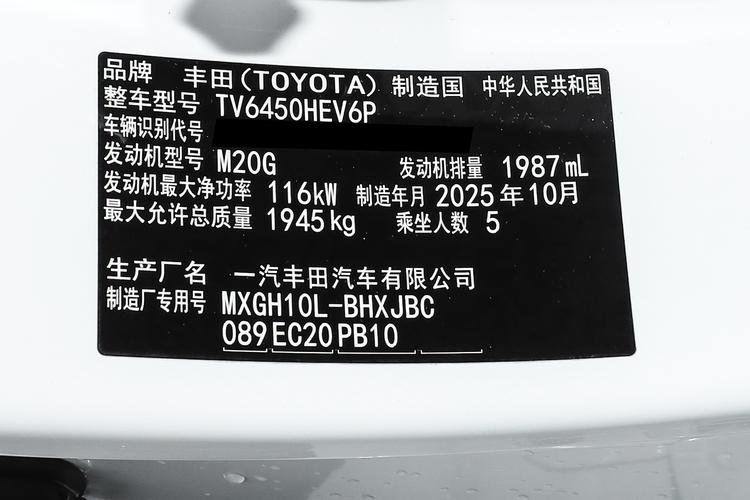 品牌 丰田(TOYOTA) 制造国 中华人民共和国
整车型号 TV6450HEV6P
车辆识别代号
发动机型号 M20G 发动机排量 1987mL
发动机最大净功率 116kW 制造年月 2025年10月
最大允许总质量 1945kg 乘坐人数 5
生产厂名 一汽丰田汽车有限公司
制造厂专用号 MXGH10L-BHXJBC
089 EC20 PB10